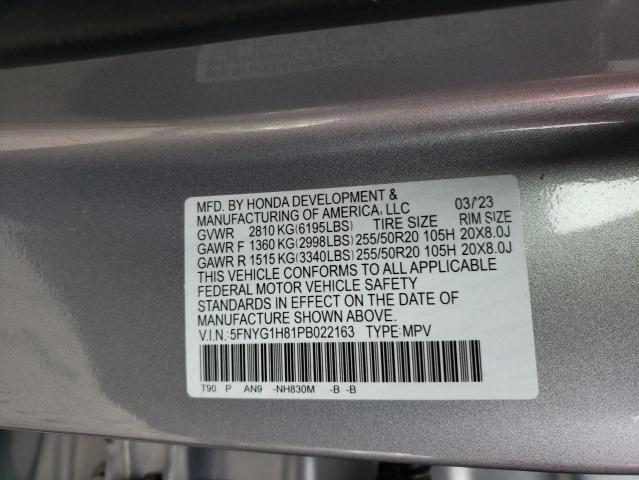 MFD. BY HONDA DEVELOPMENT & 03/'23
MANUFACTURING OF AMERICA, LLC
GVWR 2810 KG(6195LBS) TIRE SIZE RIM SIZE
GAWR F 1360 KG(2998LBS) 255/50R20 105H 20X8.0J
GAWR R 1515 KG(3340LBS) 255/50R20 105H 20X8.0J
THIS VEHICLE CONFORMS TO ALL APPLICABLE
FEDERAL MOTOR VEHICLE SAFETY
STANDARDS IN EFFECT ON THE DATE OF
MANUFACTURE SHOWN ABOVE.
V.I.N.:5FNYG1H81PB022163 TYPE:MPV
T90 P AN9 -NH830M -B -B